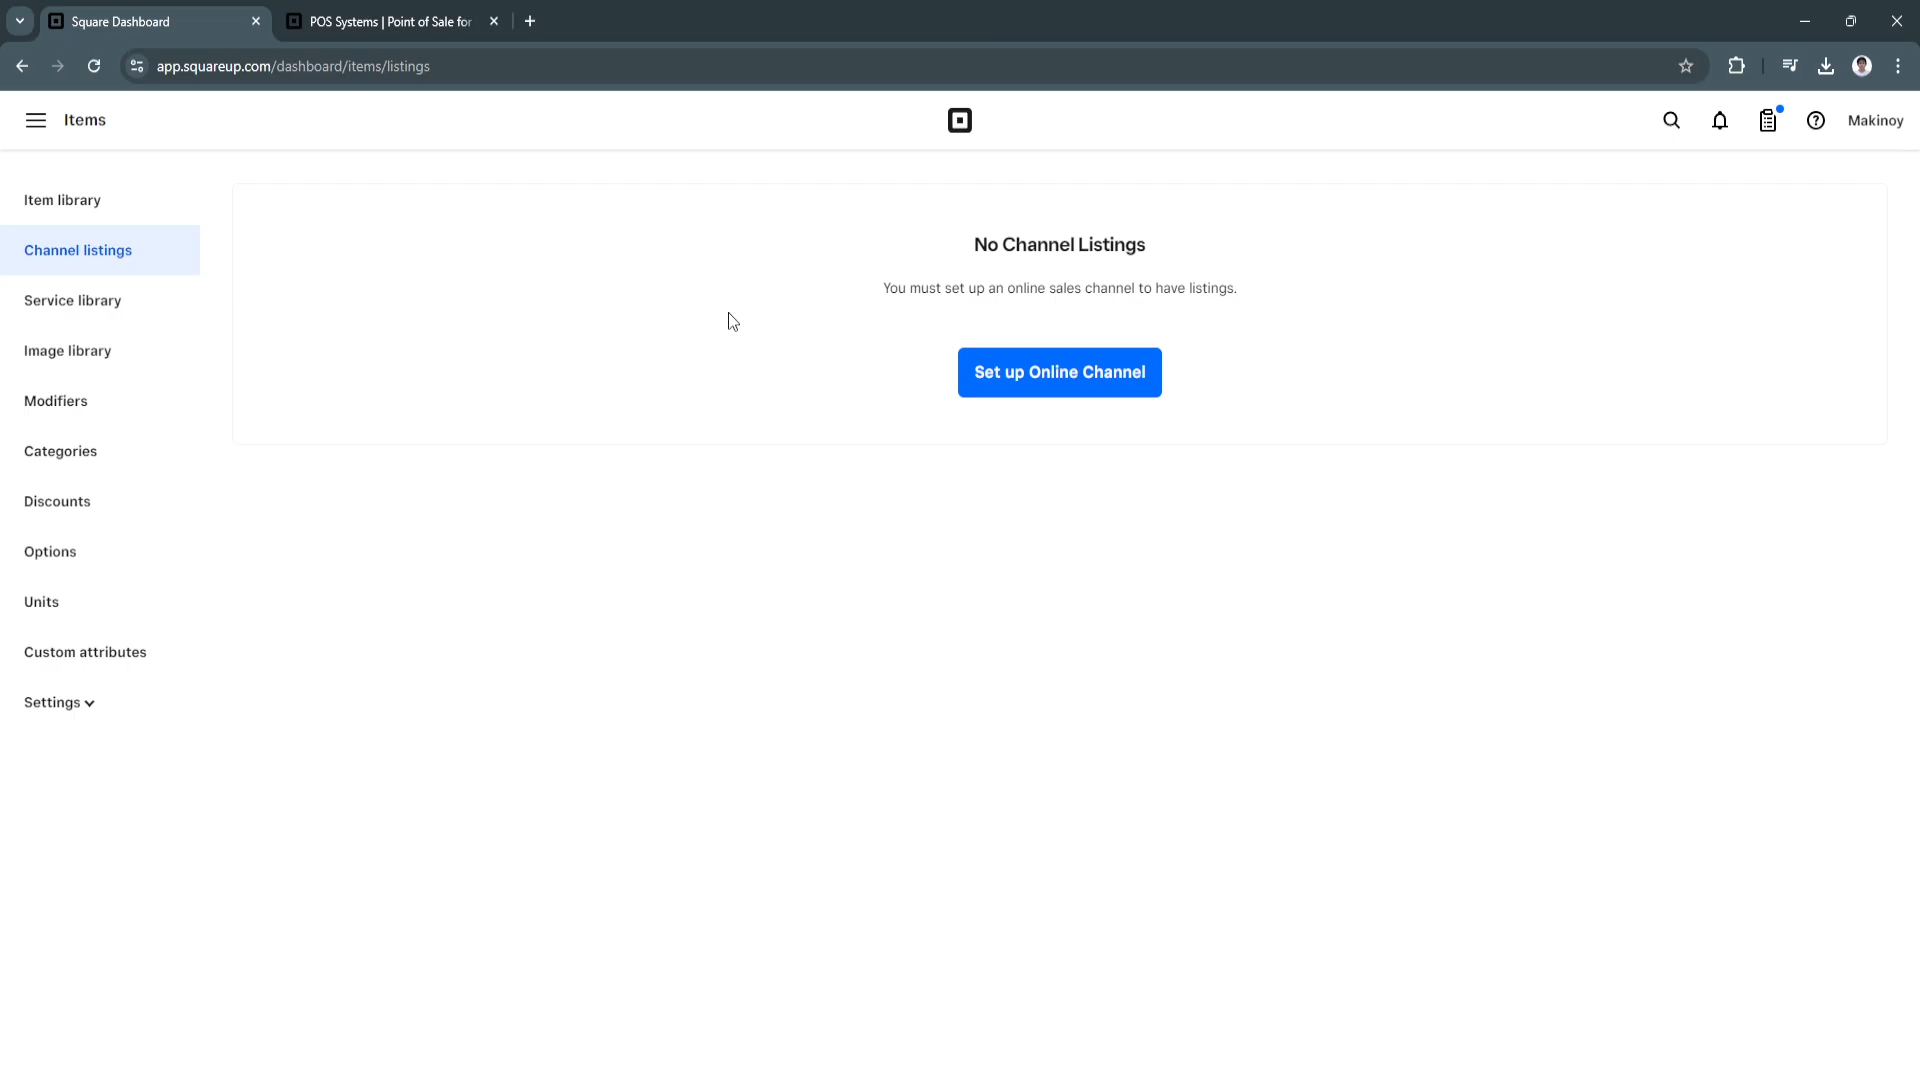 Square Dashboard
POS Systems | Point of Sale for
app.squareup.com/dashboard/items/listings
Items
Makinoy
Item library
Channel listings
Service library
Image library
Modifiers
Categories
Discounts
Options
Units
Custom attributes
Settings
No Channel Listings
You must set up an online sales channel to have listings.
Set up Online Channel